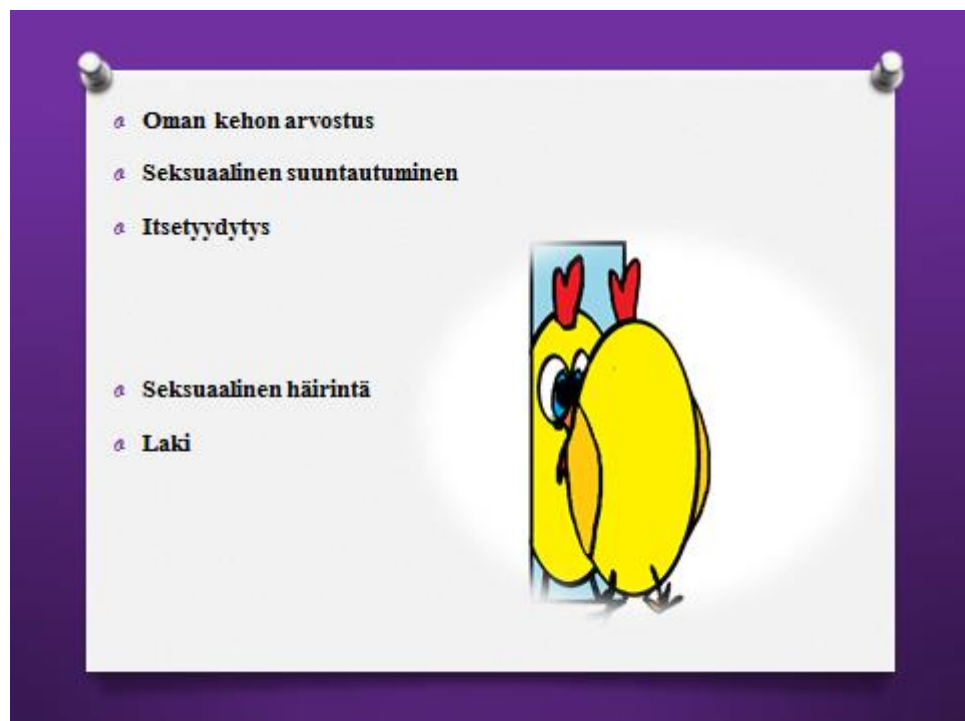 Oman kehon arvostus
Seksuaalinen suuntautuminen
Itsetyydytys
Seksuaalinen häirintä
Laki